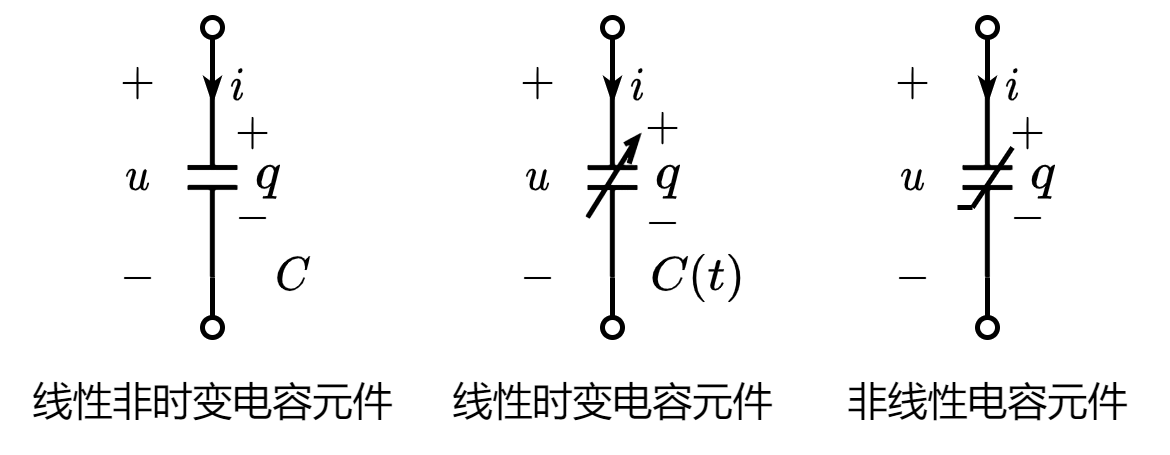 + i + u q − − C
+ i + u q − − C(t)
+ i + u q − −
线性非时变电容元件
线性时变电容元件
非线性电容元件